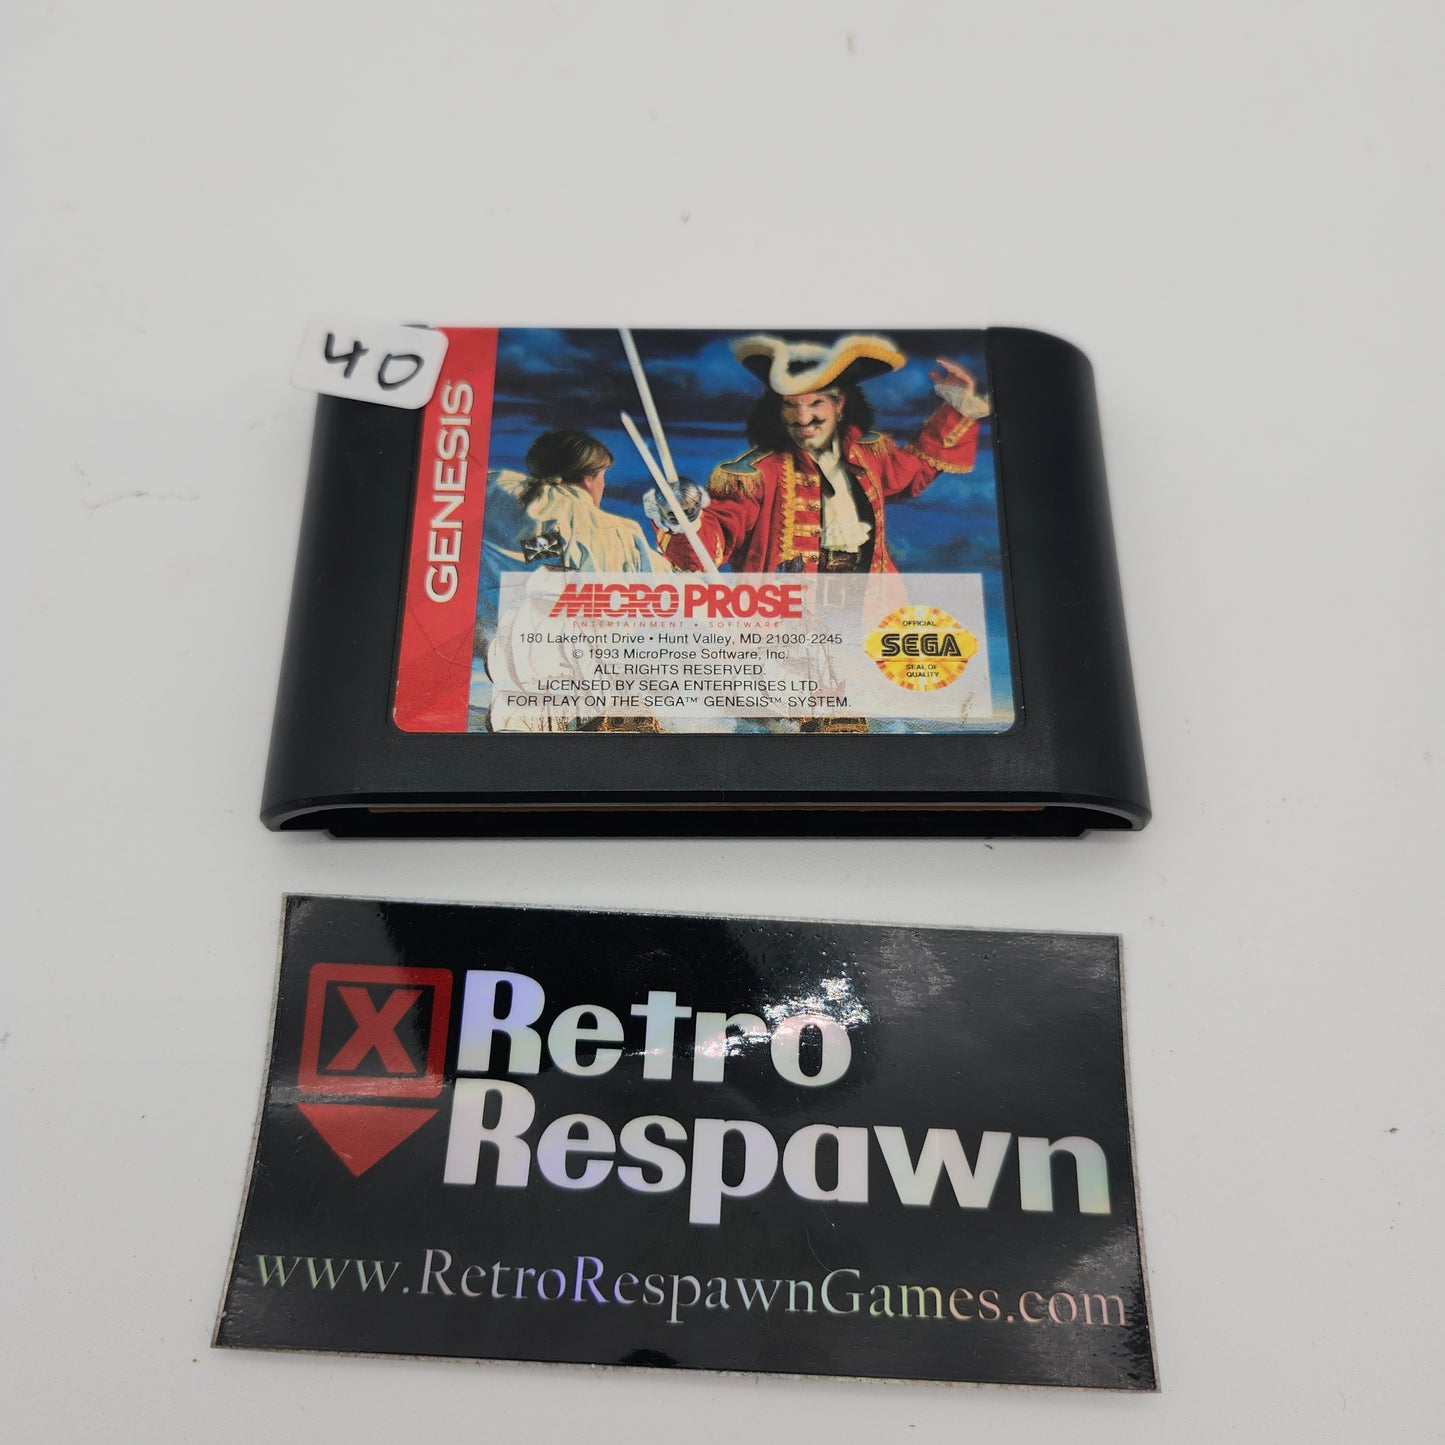 40
GENESIS
MICROPROSE
ENTERTAINMENT • SOFTWARE
180 Lakefront Drive • Hunt Valley, MD 21030-2245
© 1993 MicroProse Software, Inc.
ALL RIGHTS RESERVED.
LICENSED BY SEGA ENTERPRISES LTD.
FOR PLAY ON THE SEGA™ GENESIS™ SYSTEM.
OFFICIAL
SEGA
SEAL OF
QUALITY
X
Retro
Respawn
www.RetroRespawnGames.com